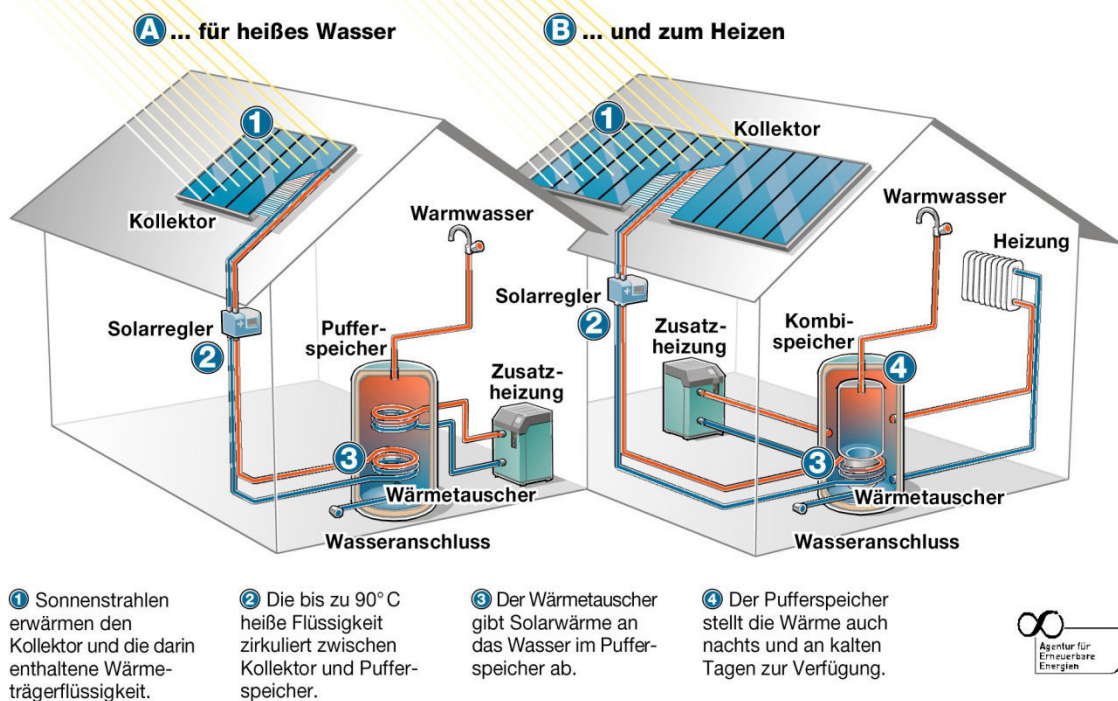 A ... für heißes Wasser
B ... und zum Heizen
1
Kollektor
Solarregler
2
Puffer-
speicher
Warmwasser
Zusatz-
heizung
3
Wärmetauscher
Wasseranschluss
1
Kollektor
Solarregler
2
Zusatz-
heizung
Warmwasser
Heizung
Kombi-
speicher
4
3
Wärmetauscher
Wasseranschluss
1 Sonnenstrahlen
erwärmen den
Kollektor und die darin
enthaltene Wärme-
trägerflüssigkeit.
2 Die bis zu 90° C
heiße Flüssigkeit
zirkuliert zwischen
Kollektor und Puffer-
speicher.
3 Der Wärmetauscher
gibt Solarwärme an
das Wasser im Puffer-
speicher ab.
4 Der Pufferspeicher
stellt die Wärme auch
nachts und an kalten
Tagen zur Verfügung.
Agentur für
Erneuerbare
Energien